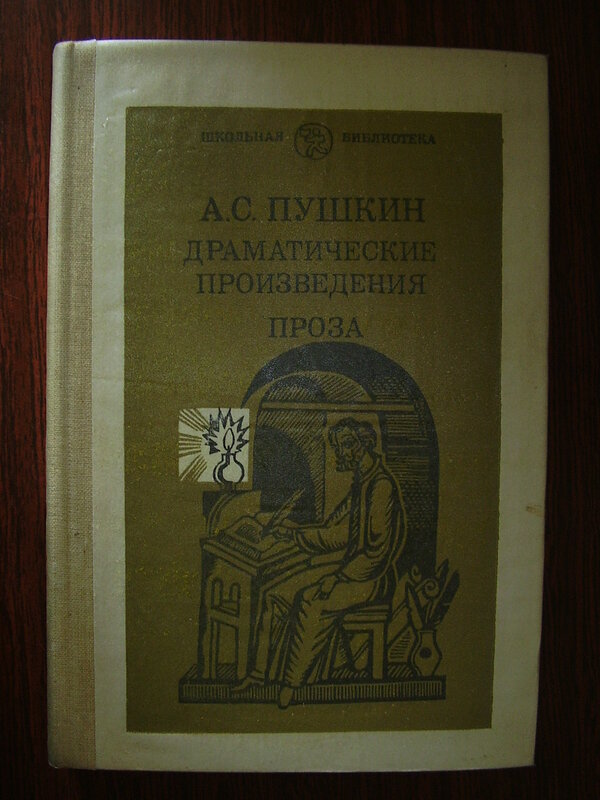 ШКОЛЬНАЯ БИБЛИОТЕКА
А.С. ПУШКИН
ДРАМАТИЧЕСКИЕ
ПРОИЗВЕДЕНИЯ
ПРОЗА